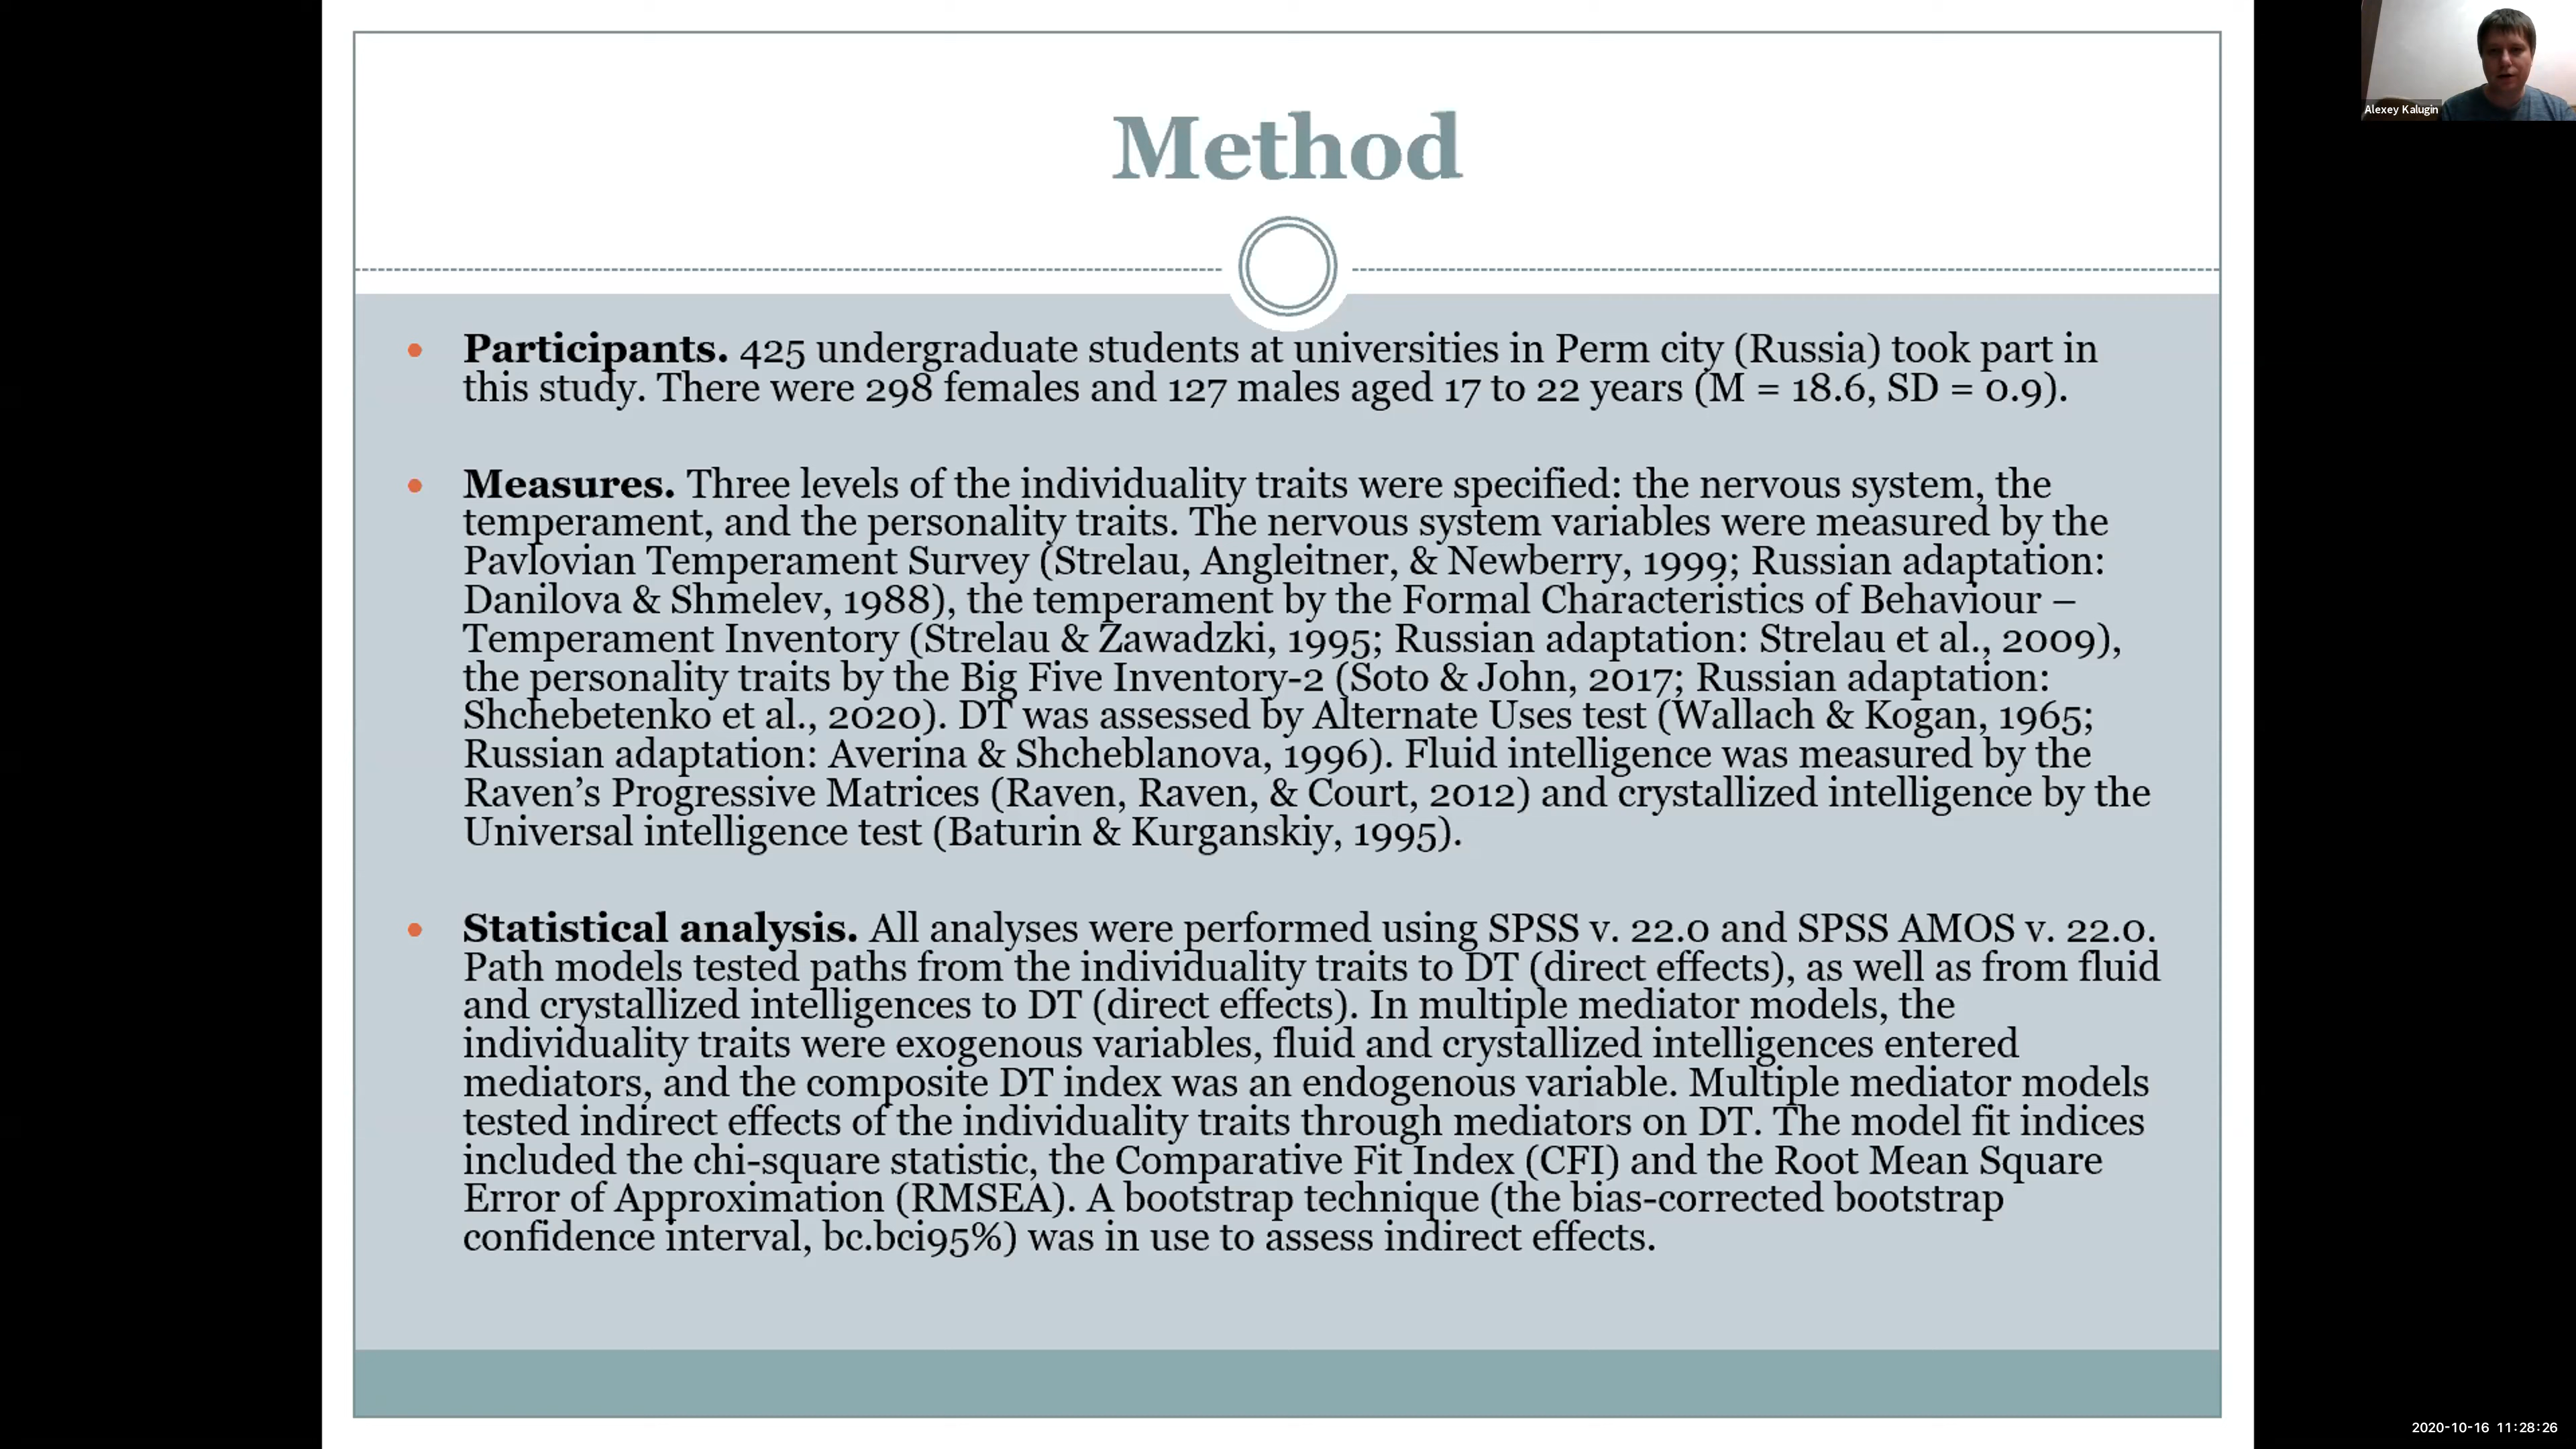 Alexey Kalugin
Method
Participants. 425 undergraduate students at universities in Perm city (Russia) took part in
this study. There were 298 females and 127 males aged 17 to 22 years (M = 18.6, SD = 0.9).
Measures. Three levels of the individuality traits were specified: the nervous system, the
temperament, and the personality traits. The nervous system variables were measured by the
Pavlovian Temperament Survey (Strelau, Angleitner, & Newberry, 1999; Russian adaptation:
Danilova & Shmelev, 1988), the temperament by the Formal Characteristics of Behaviour –
Temperament Inventory (Strelau & Zawadzki, 1995; Russian adaptation: Strelau et al., 2009),
the personality traits by the Big Five Inventory-2 (Soto & John, 2017; Russian adaptation:
Shchebetenko et al., 2020). DT was assessed by Alternate Uses test (Wallach & Kogan, 1965;
Russian adaptation: Averina & Shcheblanova, 1996). Fluid intelligence was measured by the
Raven’s Progressive Matrices (Raven, Raven, & Court, 2012) and crystallized intelligence by the
Universal intelligence test (Baturin & Kurganskiy, 1995).
Statistical analysis. All analyses were performed using SPSS v. 22.0 and SPSS AMOS v. 22.0.
Path models tested paths from the individuality traits to DT (direct effects), as well as from fluid
and crystallized intelligences to DT (direct effects). In multiple mediator models, the
individuality traits were exogenous variables, fluid and crystallized intelligences entered
mediators, and the composite DT index was an endogenous variable. Multiple mediator models
tested indirect effects of the individuality traits through mediators on DT. The model fit indices
included the chi-square statistic, the Comparative Fit Index (CFI) and the Root Mean Square
Error of Approximation (RMSEA). A bootstrap technique (the bias-corrected bootstrap
confidence interval, bc.bci95%) was in use to assess indirect effects.
2020-10-16 11:28:26